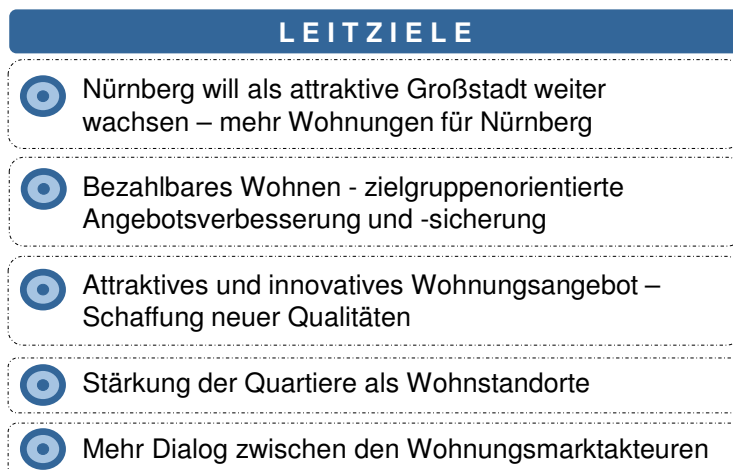 LEITZIELE
Nürnberg will als attraktive Großstadt weiter
wachsen – mehr Wohnungen für Nürnberg
Bezahlbares Wohnen - zielgruppenorientierte
Angebotsverbesserung und -sicherung
Attraktives und innovatives Wohnungsangebot –
Schaffung neuer Qualitäten
Stärkung der Quartiere als Wohnstandorte
Mehr Dialog zwischen den Wohnungsmarktakteuren